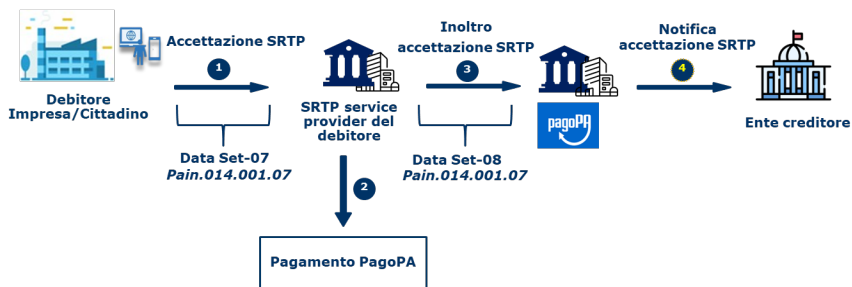 Accettazione SRTP
1
Debitore
Impresa/Cittadino
Data Set-07
Pain.014.001.07
SRTP service
provider del
debitore
2
Pagamento PagoPA
Inoltro
accettazione SRTP
3
Data Set-08
Pain.014.001.07
pagoPA
Notifica
accettazione SRTP
4
Ente creditore